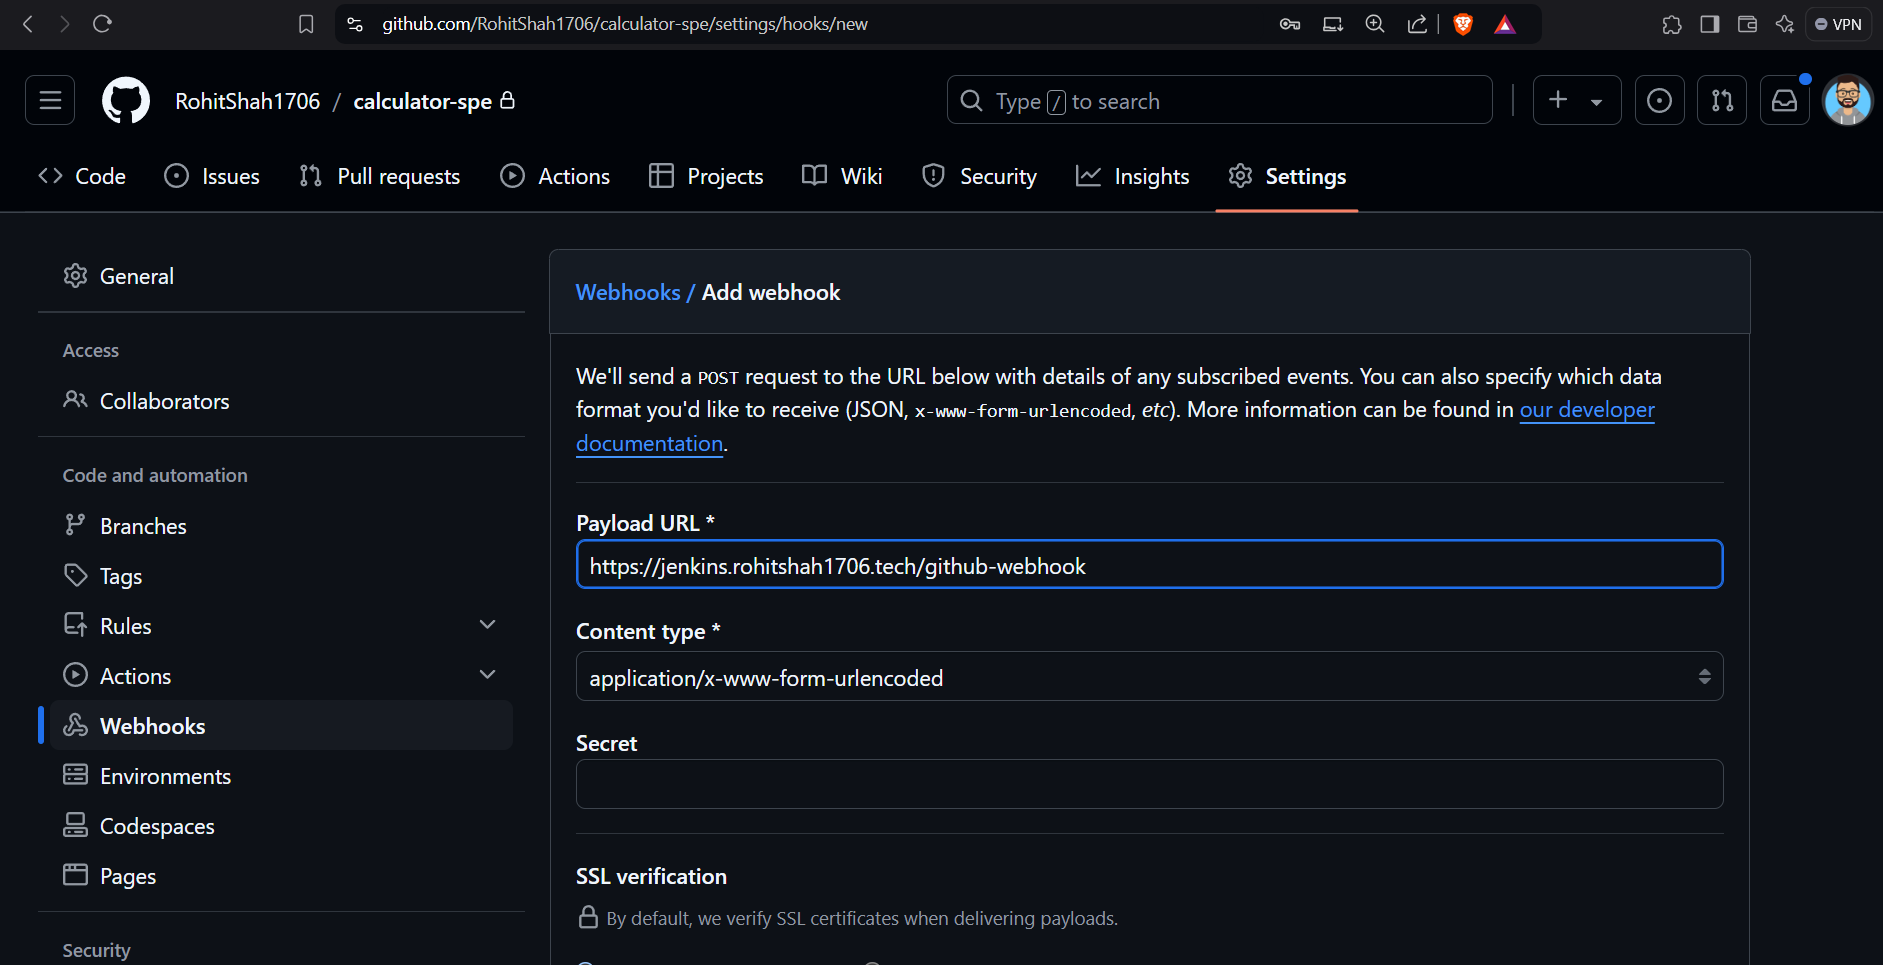 github.com/RohitShah1706/calculator-spe/settings/hooks/new
VPN
RohitShah1706 / calculator-spe
Type / to search
Code
Issues
Pull requests
Actions
Projects
Wiki
Security
Insights
Settings
General
Access
Collaborators
Code and automation
Branches
Tags
Rules
Actions
Webhooks
Environments
Codespaces
Pages
Security
Webhooks / Add webhook
We'll send a POST request to the URL below with details of any subscribed events. You can also specify which data
format you'd like to receive (JSON, x-www-form-urlencoded, etc). More information can be found in our developer
documentation.
Payload URL *
https://jenkins.rohitshah1706.tech/github-webhook
Content type *
application/x-www-form-urlencoded
Secret
SSL verification
By default, we verify SSL certificates when delivering payloads.